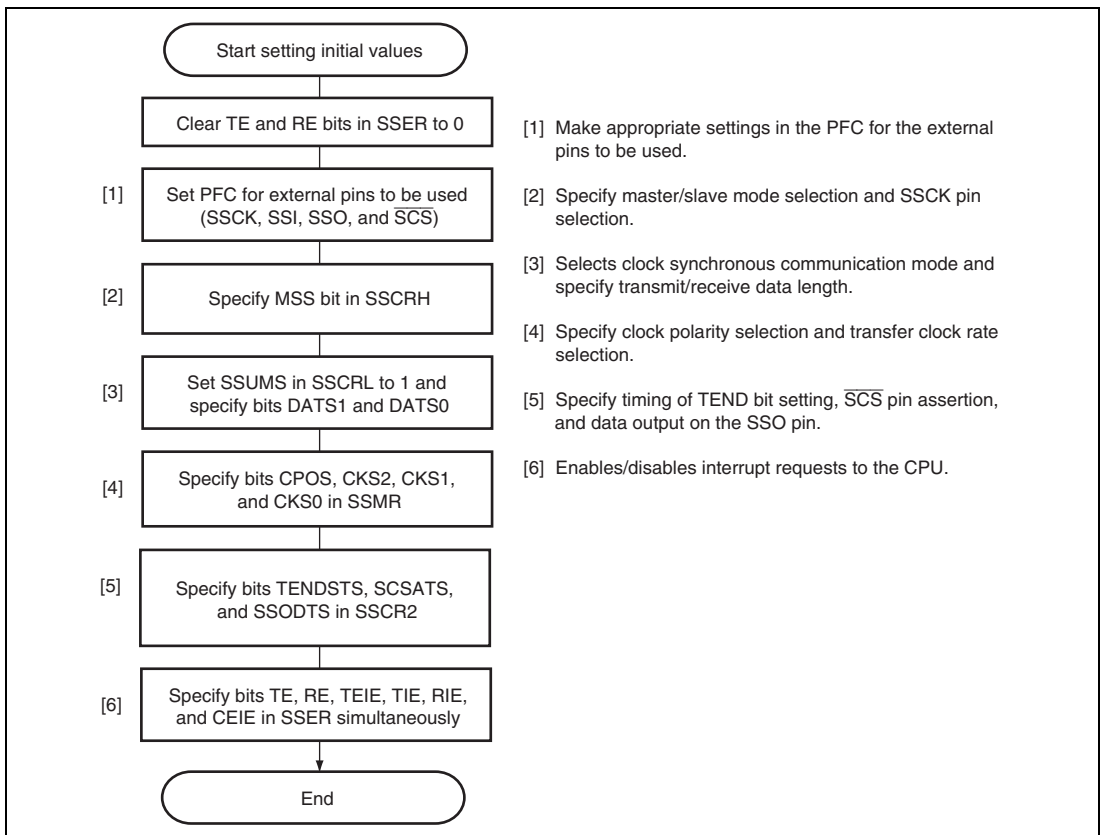 Start setting initial values
Clear TE and RE bits in SSER to 0
[1]
Set PFC for external pins to be used
(SSCK, SSI, SSO, and S̅C̅S̅)
[2]
Specify MSS bit in SSCRH
[3]
Set SSUMS in SSCRL to 1 and
specify bits DATS1 and DATS0
[4]
Specify bits CPOS, CKS2, CKS1,
and CKS0 in SSMR
[5]
Specify bits TENDSTS, SCSATS,
and SSODTS in SSCR2
[6]
Specify bits TE, RE, TEIE, TIE, RIE,
and CEIE in SSER simultaneously
End
[1] Make appropriate settings in the PFC for the external
pins to be used.
[2] Specify master/slave mode selection and SSCK pin
selection.
[3] Selects clock synchronous communication mode and
specify transmit/receive data length.
[4] Specify clock polarity selection and transfer clock rate
selection.
[5] Specify timing of TEND bit setting, S̅C̅S̅ pin assertion,
and data output on the SSO pin.
[6] Enables/disables interrupt requests to the CPU.